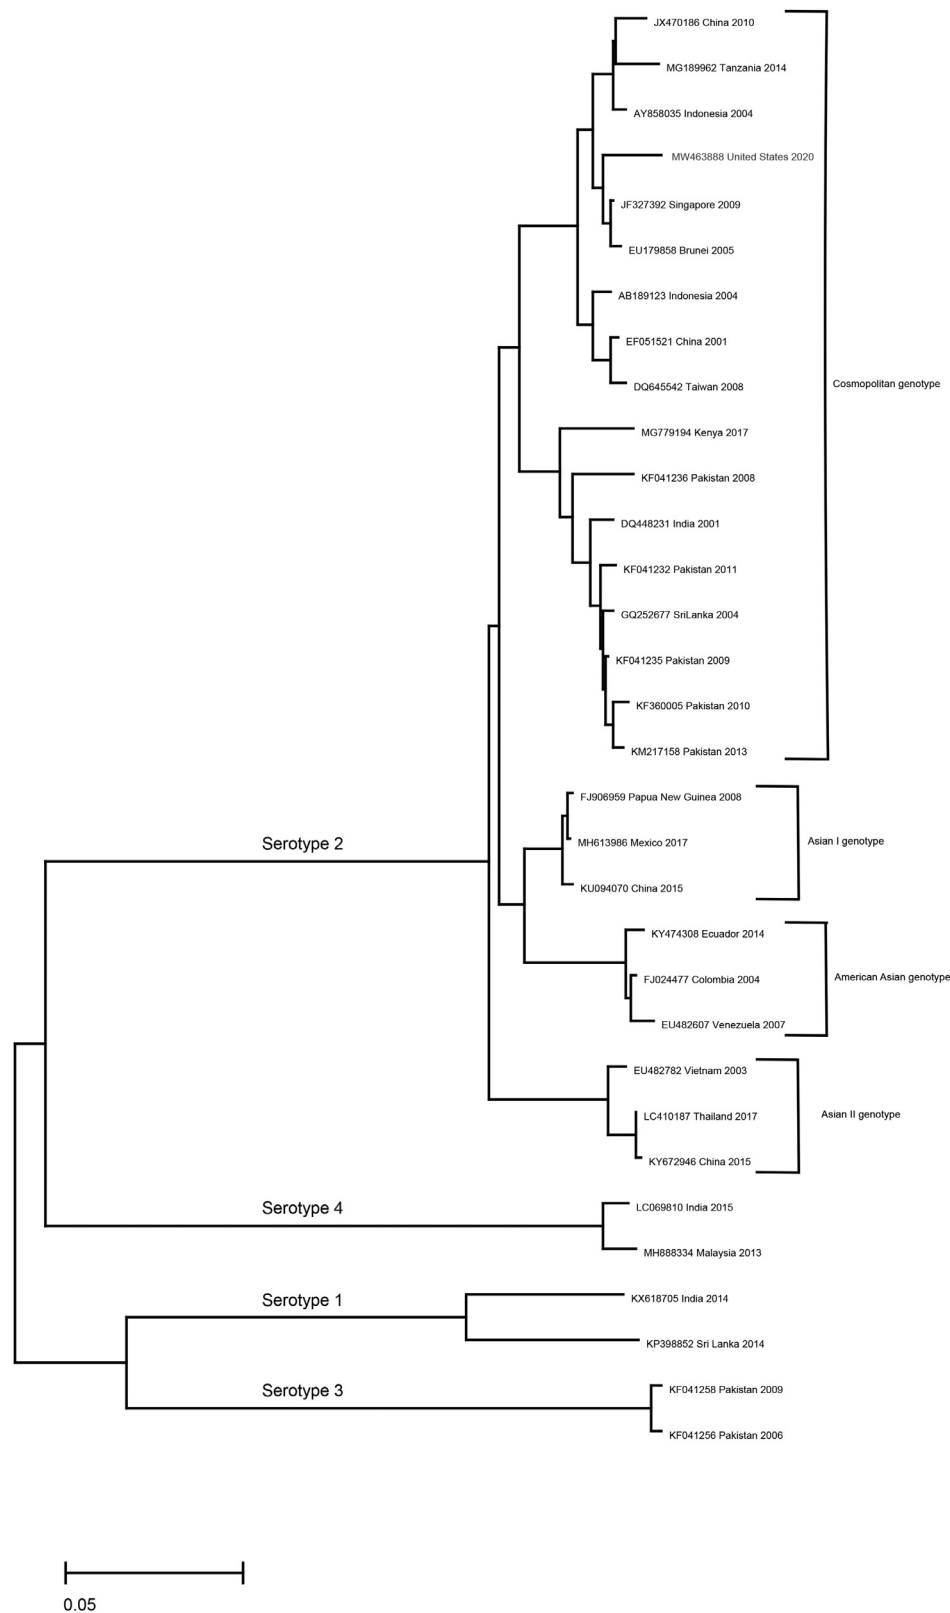 JX470186 China 2010
MG189962 Tanzania 2014
AY858035 Indonesia 2004
MW463888 United States 2020
JF327392 Singapore 2009
EU179858 Brunei 2005
AB189123 Indonesia 2004
EF051521 China 2001
DQ645542 Taiwan 2008
Cosmopolitan genotype
MG779194 Kenya 2017
KF041236 Pakistan 2008
DQ448231 India 2001
KF041232 Pakistan 2011
GQ252677 SriLanka 2004
KF041235 Pakistan 2009
KF360005 Pakistan 2010
KM217158 Pakistan 2013
FJ906959 Papua New Guinea 2008
MH613986 Mexico 2017
Asian I genotype
Serotype 2
KU094070 China 2015
KY474308 Ecuador 2014
FJ024477 Colombia 2004
American Asian genotype
EU482607 Venezuela 2007
EU482782 Vietnam 2003
LC410187 Thailand 2017
Asian II genotype
KY672946 China 2015
Serotype 4
LC069810 India 2015
MH888334 Malaysia 2013
Serotype 1
KX618705 India 2014
KP398852 Sri Lanka 2014
Serotype 3
KF041258 Pakistan 2009
KF041256 Pakistan 2006
0.05